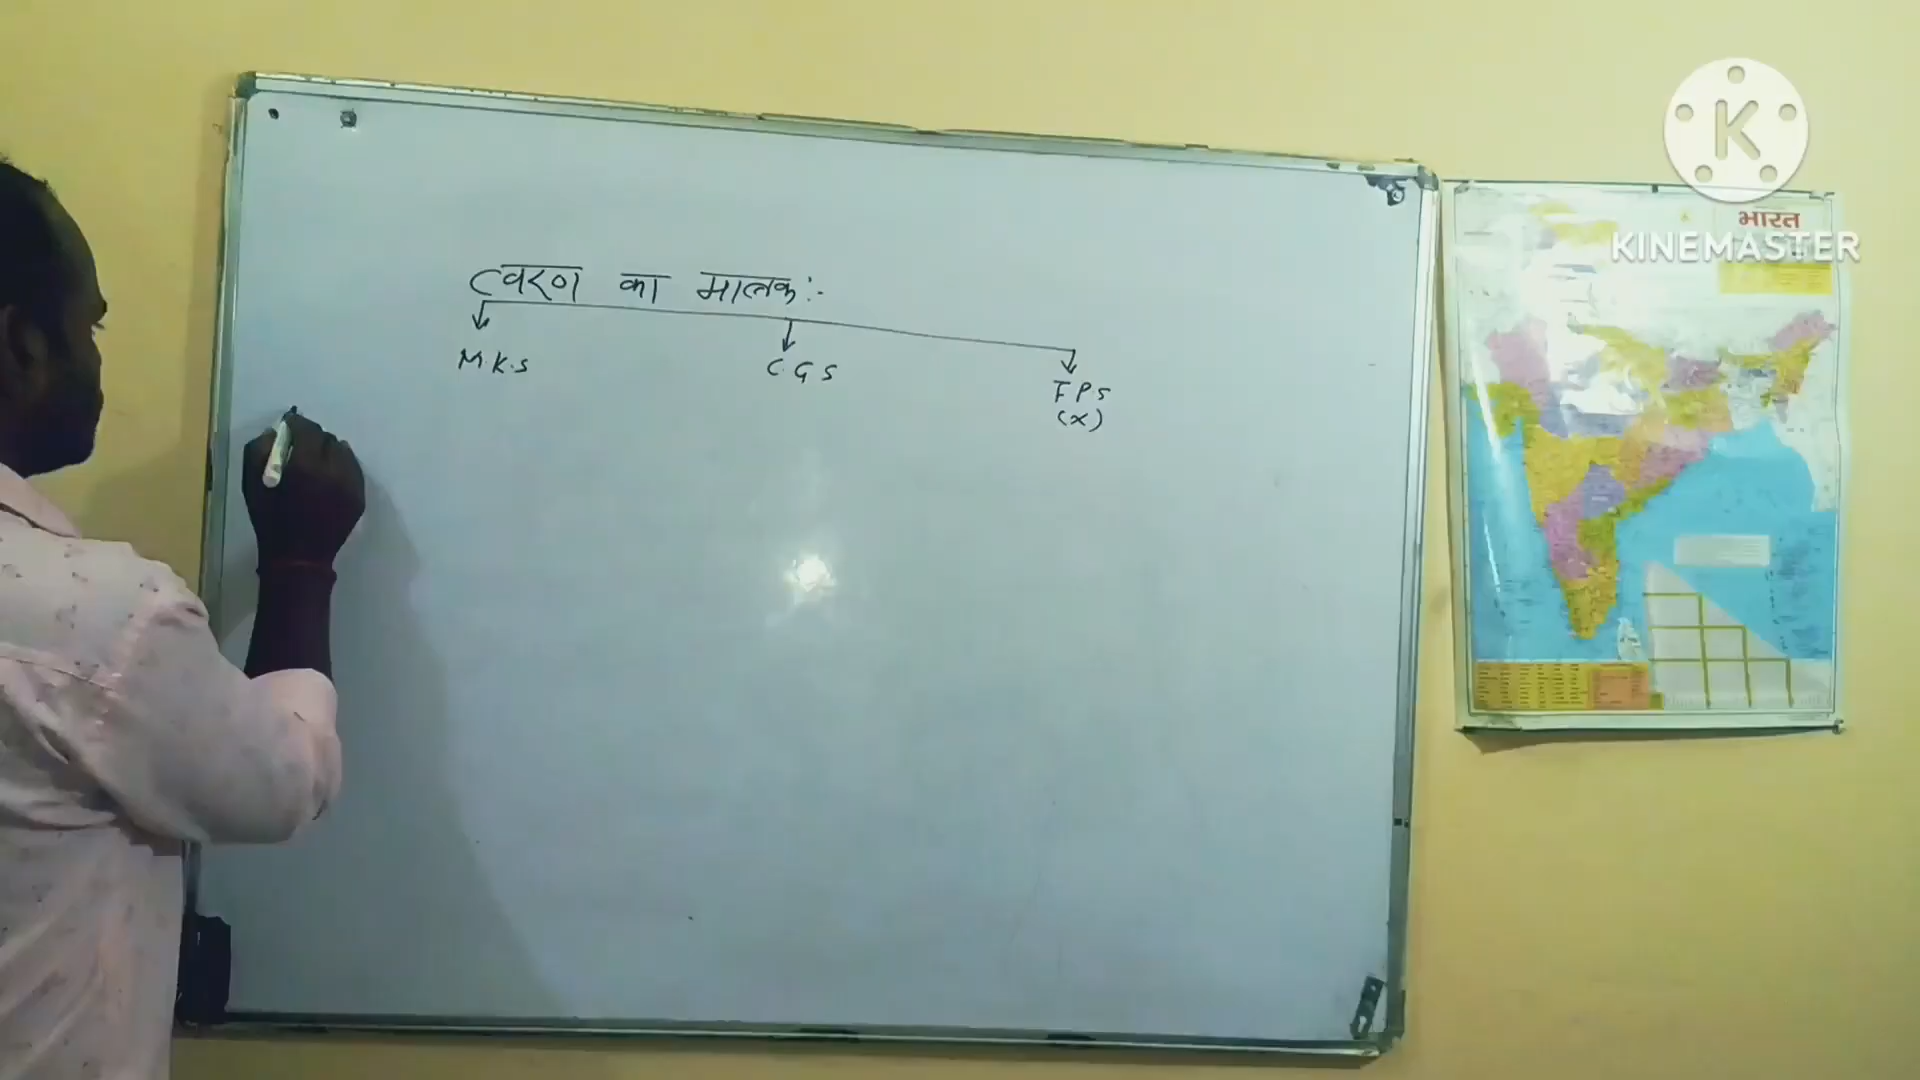 त्वरण का मात्रक :-
M.K.S C.G S F P S
(x)
भारत
K
KINEMASTER